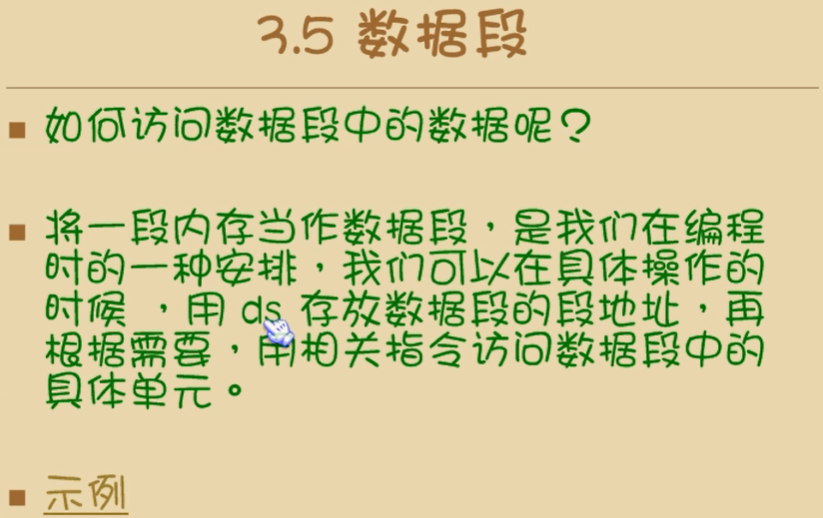 3.5 数据段
如何访问数据段中的数据呢？
将一段内存当作数据段，是我们在编程
时的一种安排，我们可以在具体操作的
时候 ，用 ds 存放数据段的段地址，再
根据需要，用相关指令访问数据段中的
具体单元。
示例